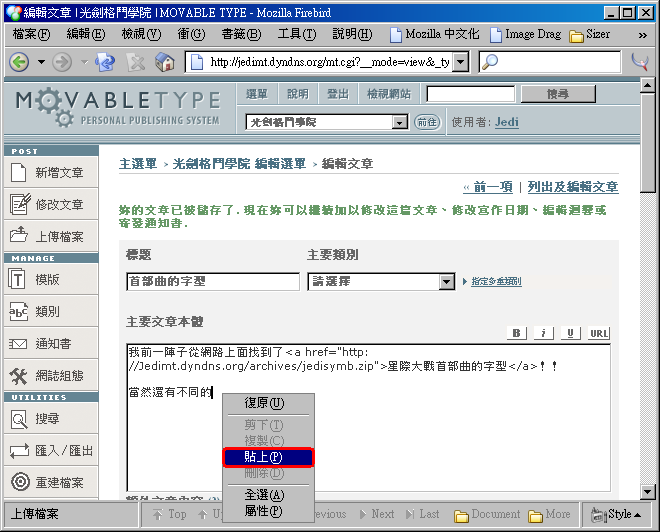 編輯文章 | 光劍格鬥學院 | MOVABLE TYPE - Mozilla Firebird
檔案(F) 編輯(E) 檢視(V) 衝(G) 書籤(B) 工具(T) 說明(H) Mozilla 中文化 Image Drag Sizer
http://jedimt.dyndns.org/mt.cgi?__mode=view&_ty
MOVABLETYPE
PERSONAL PUBLISHING SYSTEM
選單 說明 登出 檢視網站 搜尋
光劍格鬥學院 前往 使用者: Jedi
POST
新增文章
修改文章
上傳檔案
MANAGE
模版
類別
通知書
網誌組態
UTILITIES
搜尋
匯入/匯出
重建檔案
主選單 > 光劍格鬥學院 編輯選單 > 編輯文章
« 前一項 | 列出及編輯文章
妳的文章已被儲存了. 現在妳可以繼續加以修改這篇文章、修改寫作日期、編輯迴響或
寄發通知書.
標題 主要類別
首部曲的字型 請選擇 指定多重類別
主要文章本體
B i U URL
我前一陣子從網路上面找到了<a href="http:
//Jedimt.dyndns.org/archives/jedisymb.zip">星際大戰首部曲的字型</a>！！
當然還有不同的
復原(U)
剪下(T)
複製(C)
貼上(P)
刪除(D)
全選(A)
屬性(P)
額外文章內容
上傳檔案 Top Up revious Next Last Document More Style